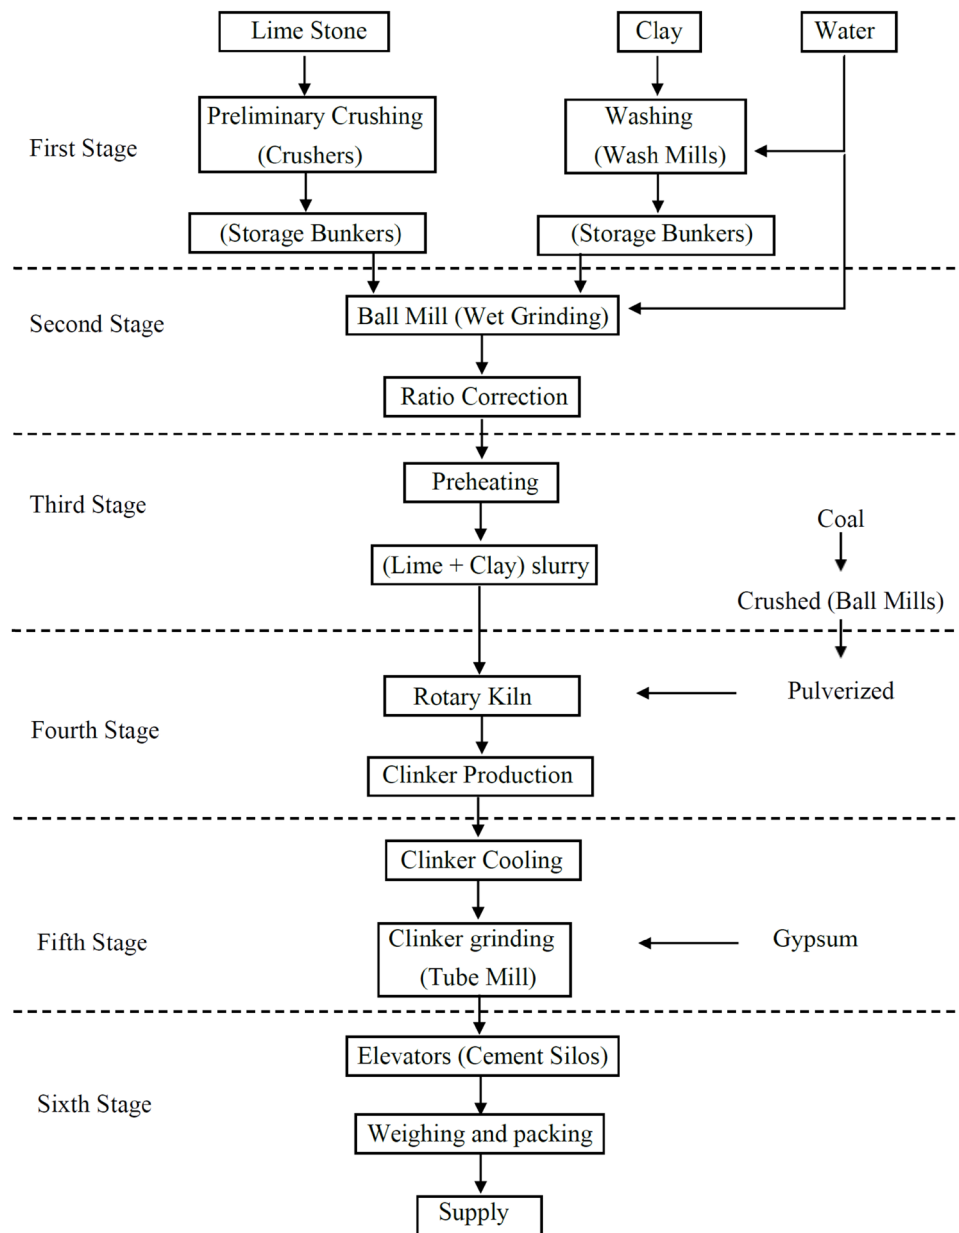 Lime Stone
Clay
Water
First Stage
Preliminary Crushing
(Crushers)
Washing
(Wash Mills)
(Storage Bunkers)
(Storage Bunkers)
Second Stage
Ball Mill (Wet Grinding)
Ratio Correction
Third Stage
Preheating
Coal
(Lime + Clay) slurry
Crushed (Ball Mills)
Fourth Stage
Rotary Kiln
Pulverized
Clinker Production
Clinker Cooling
Fifth Stage
Clinker grinding
(Tube Mill)
Gypsum
Elevators (Cement Silos)
Sixth Stage
Weighing and packing
Supply